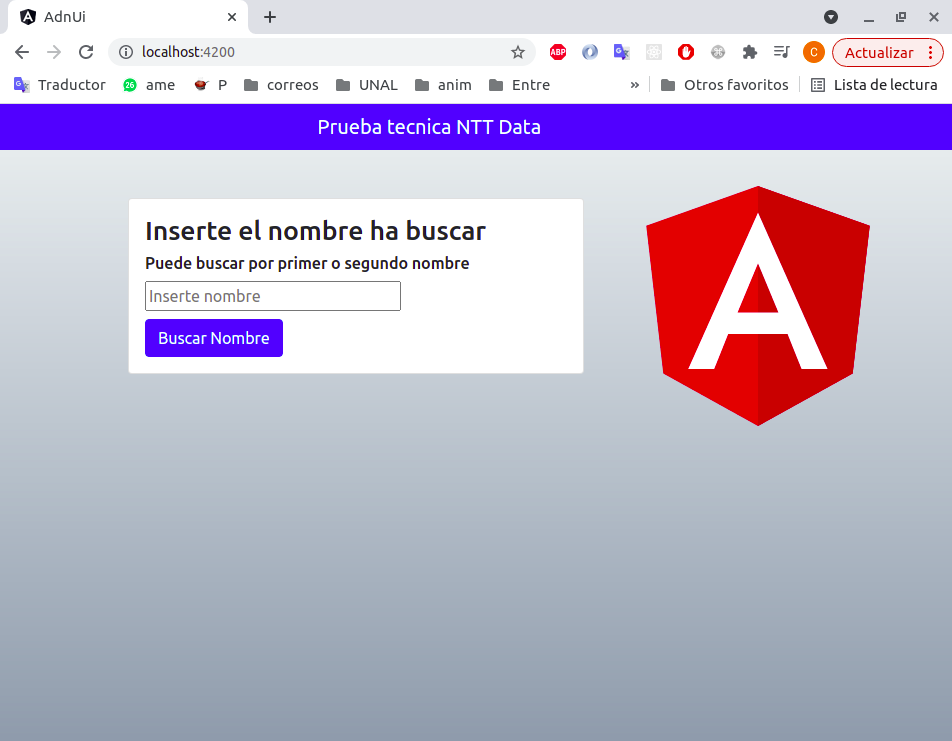 AdnUi
localhost:4200
ABP
C
Actualizar
Traductor
26
ame
P
correos
UNAL
anim
Entre
»
Otros favoritos
Lista de lectura
Prueba tecnica NTT Data
Inserte el nombre ha buscar
Puede buscar por primer o segundo nombre
Inserte nombre
Buscar Nombre
A